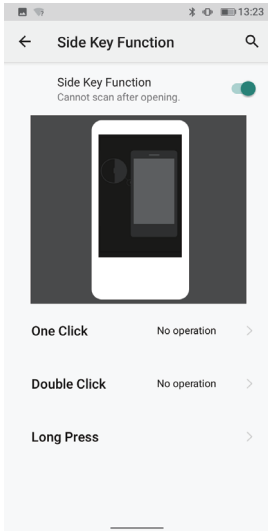 13:23
Side Key Function
Side Key Function
Cannot scan after opening.
One Click No operation
Double Click No operation
Long Press